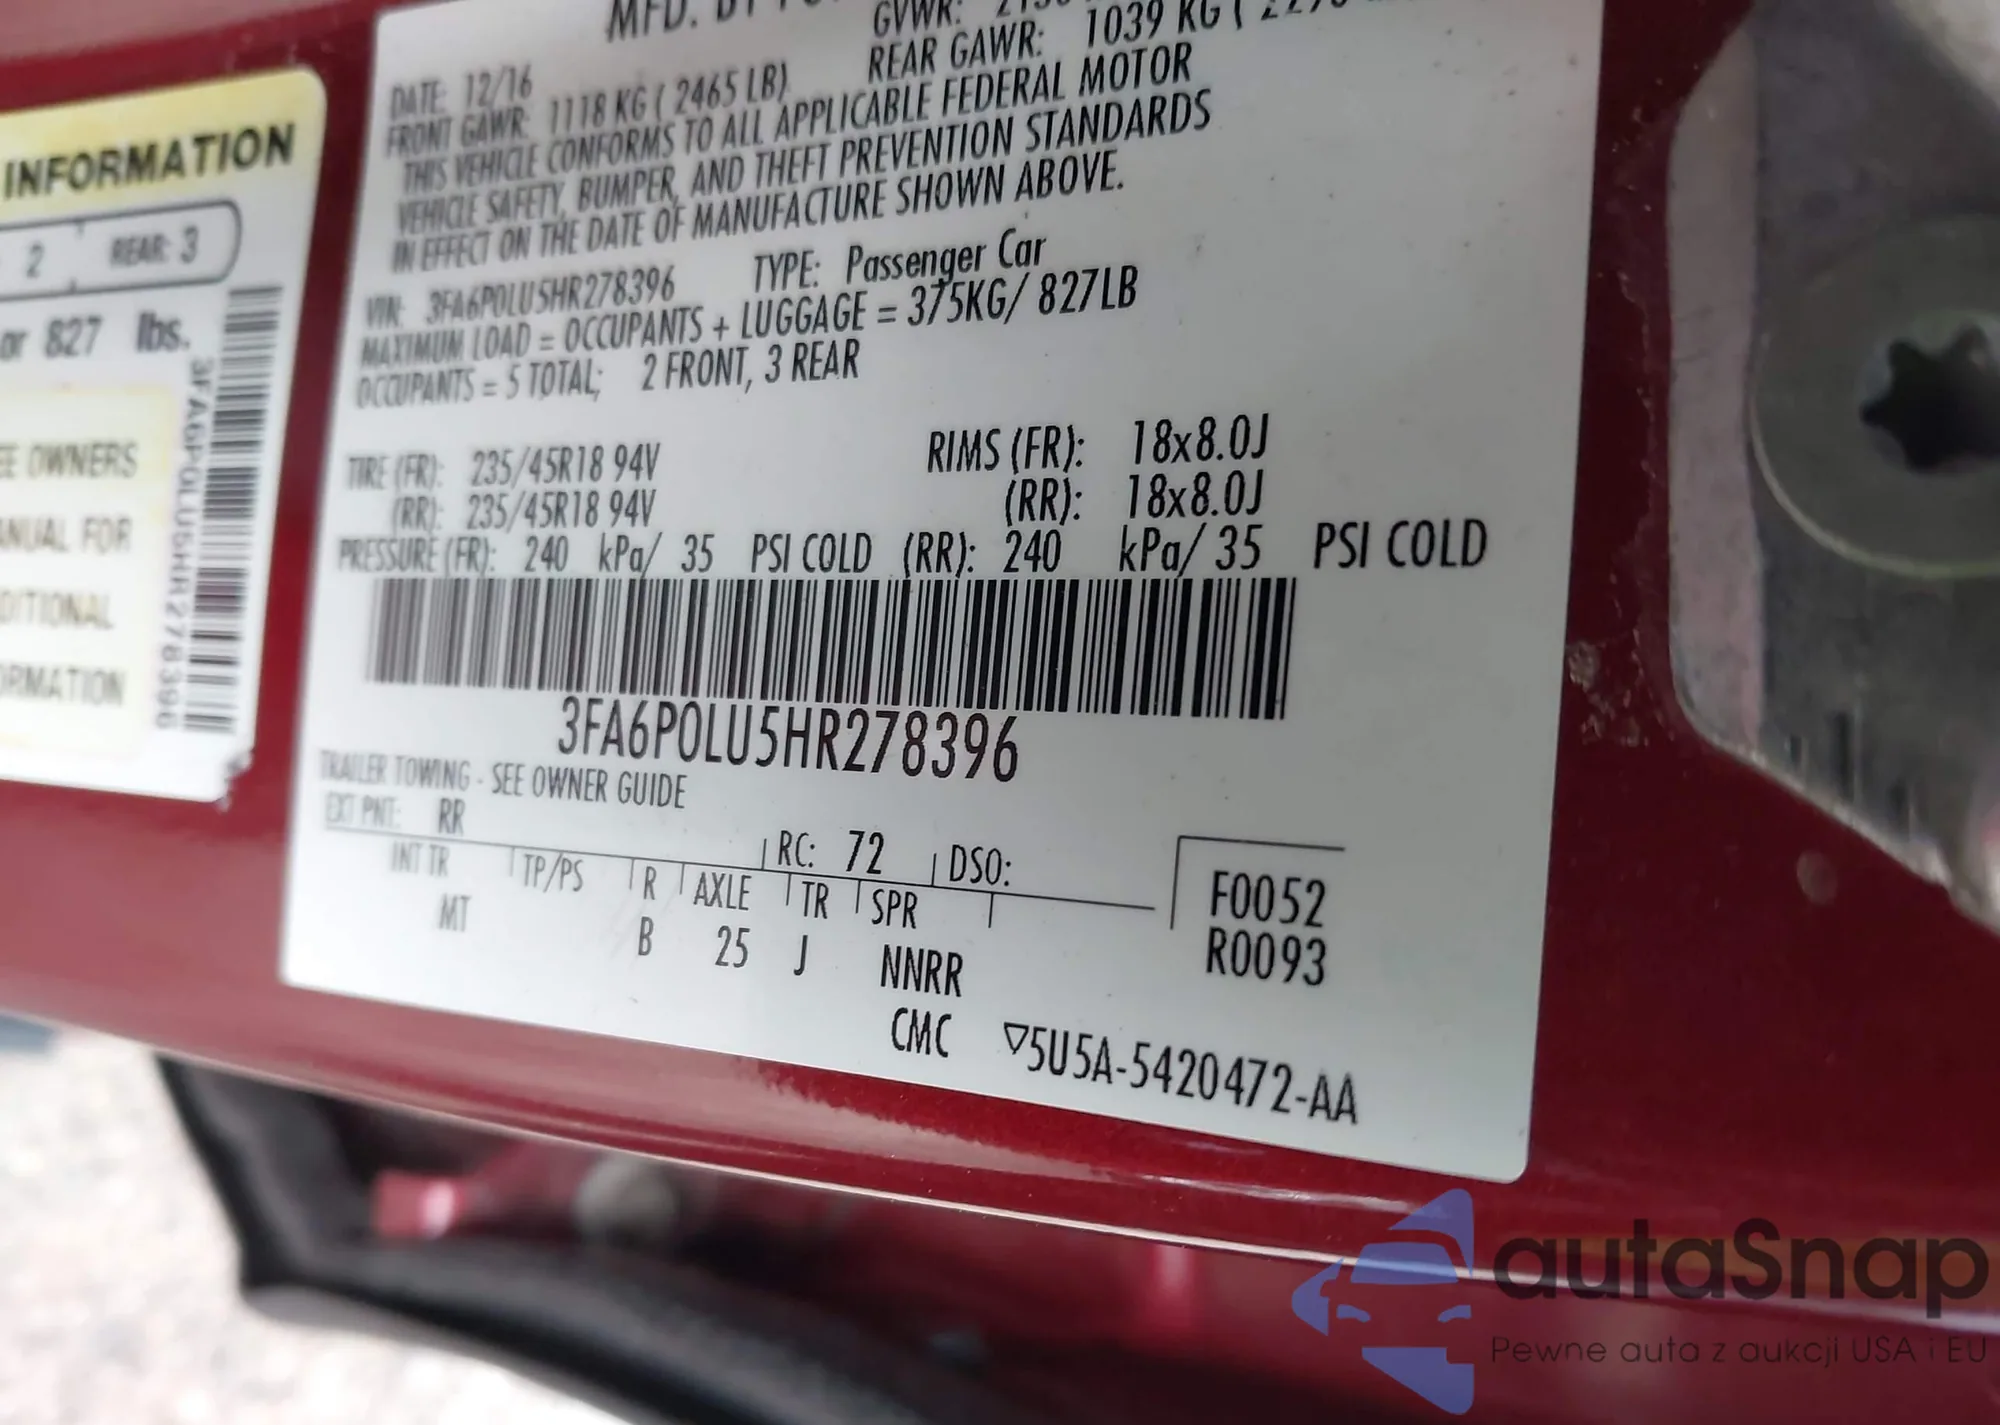 MFD. BY
GVWR:
DATE: 12/16
FRONT GAWR: 1118 KG ( 2465 LB) REAR GAWR: 1039 KG (
THIS VEHICLE CONFORMS TO ALL APPLICABLE FEDERAL MOTOR
VEHICLE SAFETY, BUMPER, AND THEFT PREVENTION STANDARDS
IN EFFECT ON THE DATE OF MANUFACTURE SHOWN ABOVE.
VIN: 3FA6P0LU5HR278396 TYPE: Passenger Car
MAXIMUM LOAD = OCCUPANTS + LUGGAGE = 375KG/ 827LB
OCCUPANTS = 5 TOTAL; 2 FRONT, 3 REAR
TIRE (FR): 235/45R18 94V RIMS (FR): 18x8.0J
(RR): 235/45R18 94V (RR): 18x8.0J
PRESSURE (FR): 240 kPa/ 35 PSI COLD (RR): 240 kPa/ 35 PSI COLD
3FA6P0LU5HR278396
TRAILER TOWING - SEE OWNER GUIDE
EXT PNT: RR RC: 72 DSO:
INT TR TP/PS R AXLE TR SPR F0052
MT B 25 J NNRR R0093
CMC ▽5U5A-5420472-AA
INFORMATION
2 REAR: 3
or 827 lbs.
OWNERS
FOR
3FA6P0LU5HR278396
autaSnap
Pewne auta z aukcji USA i EU